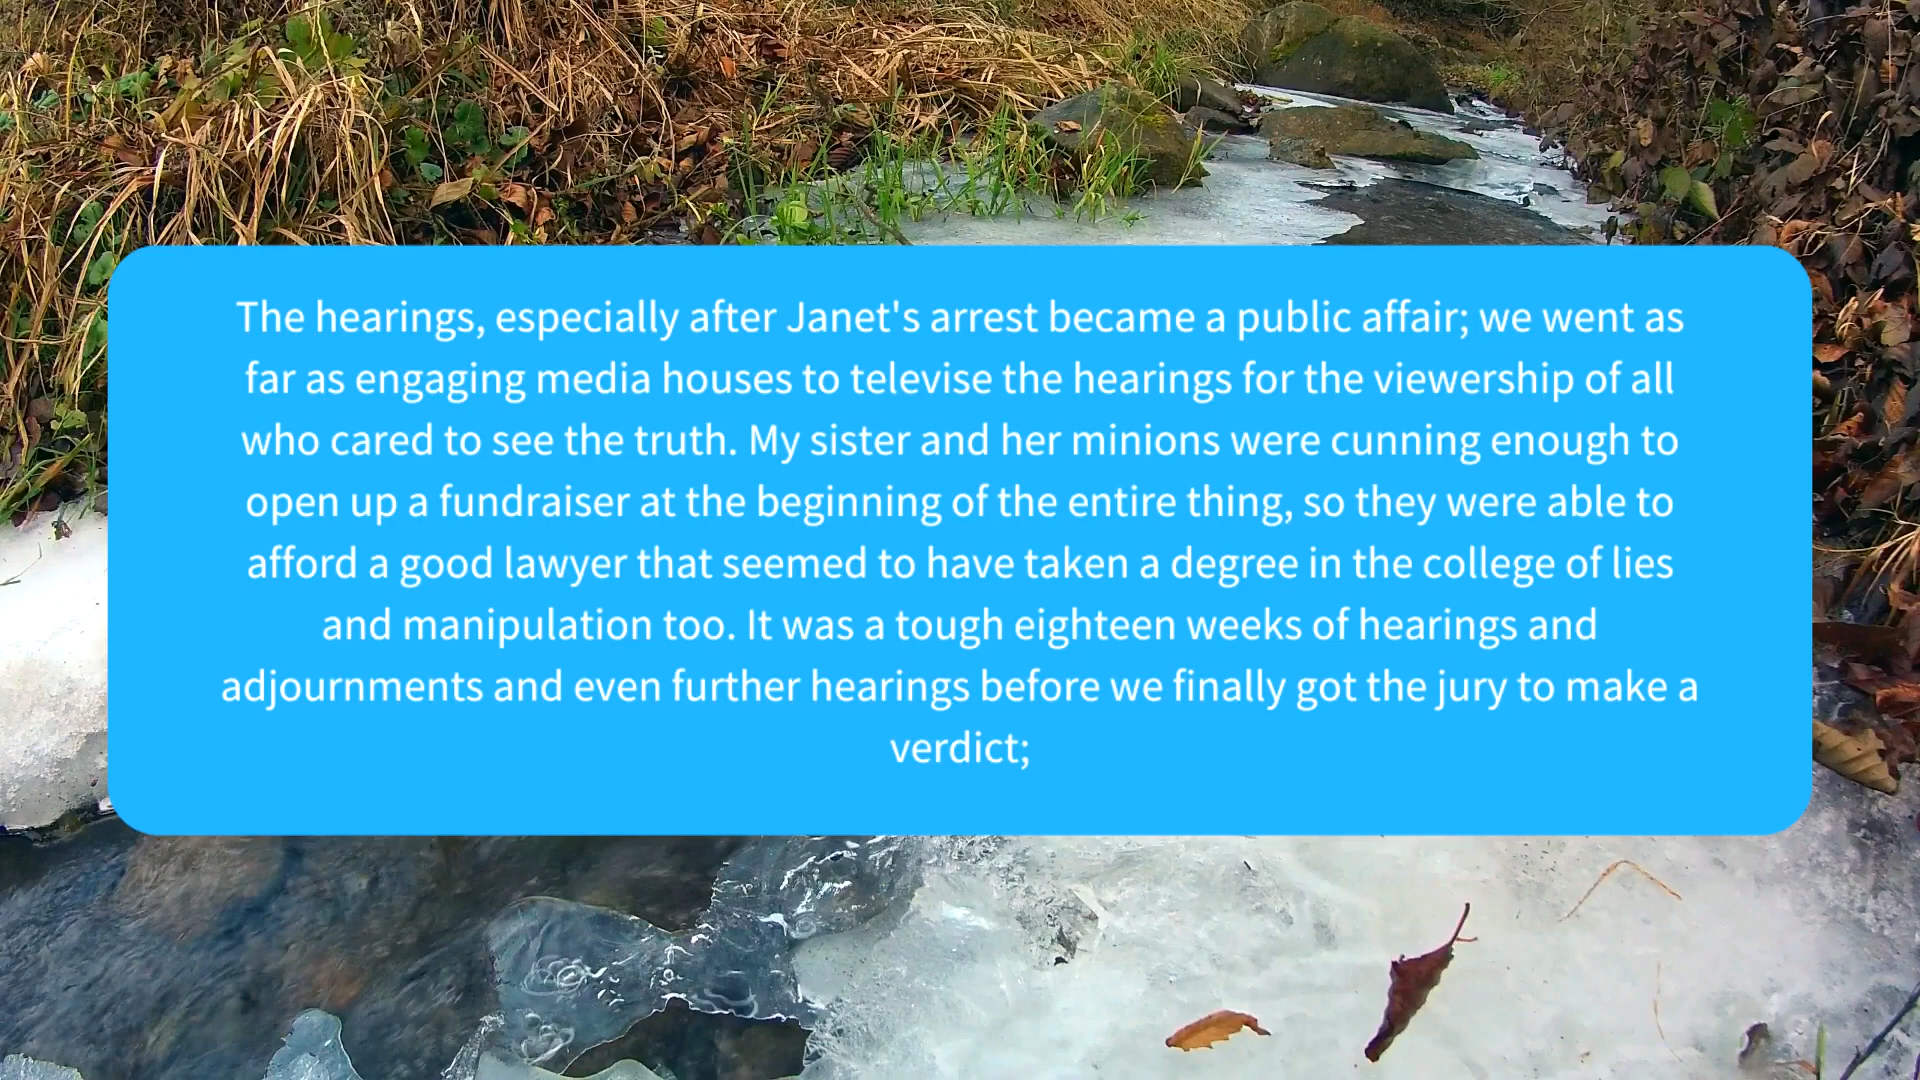 The hearings, especially after Janet's arrest became a public affair; we went as
far as engaging media houses to televise the hearings for the viewership of all
who cared to see the truth. My sister and her minions were cunning enough to
open up a fundraiser at the beginning of the entire thing, so they were able to
afford a good lawyer that seemed to have taken a degree in the college of lies
and manipulation too. It was a tough eighteen weeks of hearings and
adjournments and even further hearings before we finally got the jury to make a
verdict;